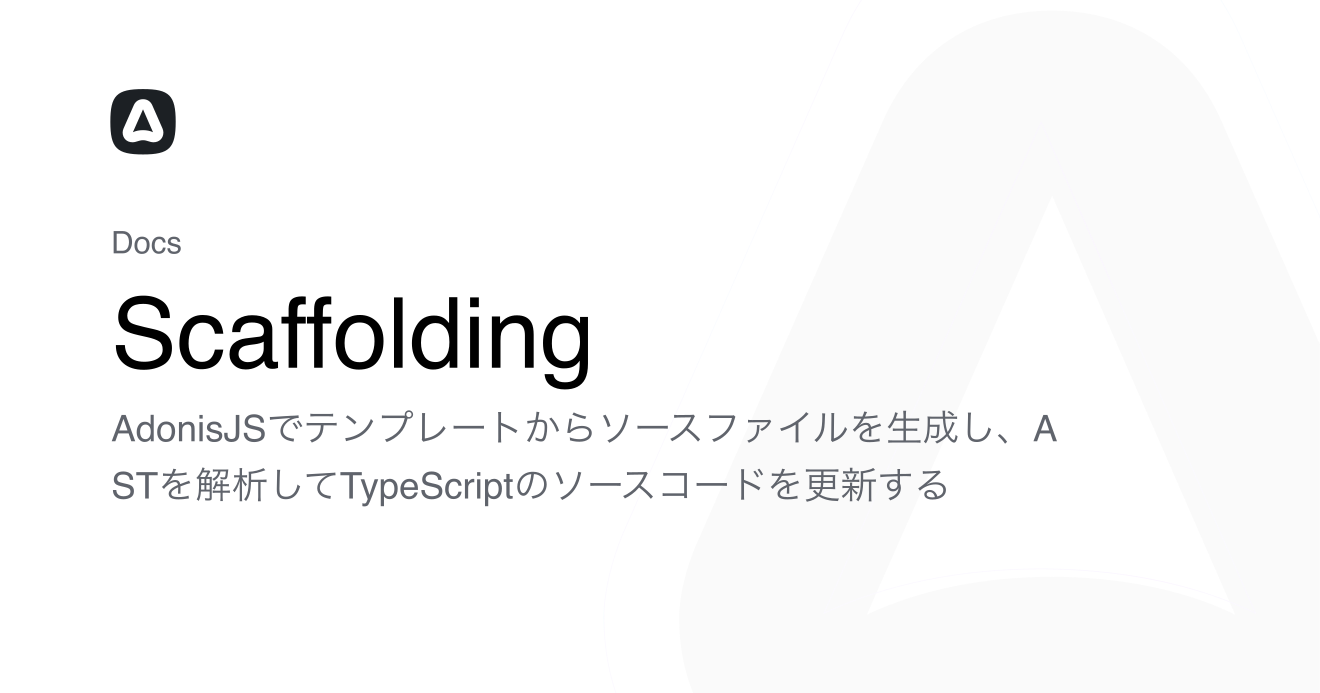 Docs
Scaffolding
AdonisJSでテンプレートからソースファイルを生成し、A
STを解析してTypeScriptのソースコードを更新する